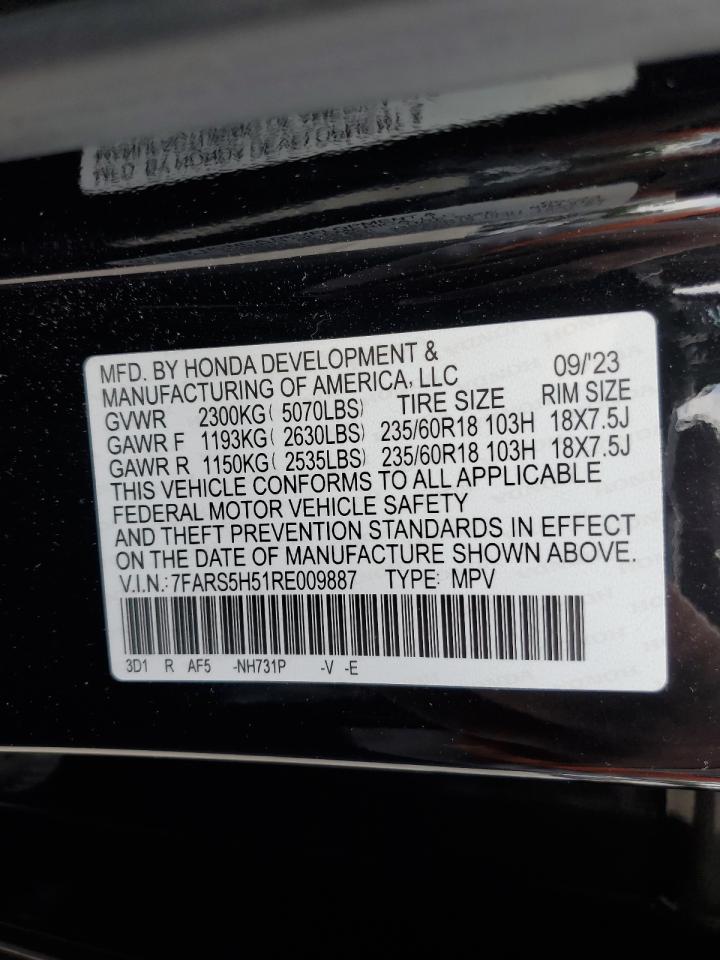 MFD. BY HONDA DEVELOPMENT & 09/'23
MANUFACTURING OF AMERICA, LLC
GVWR 2300KG( 5070LBS) TIRE SIZE RIM SIZE
GAWR F 1193KG( 2630LBS) 235/60R18 103H 18X7.5J
GAWR R 1150KG( 2535LBS) 235/60R18 103H 18X7.5J
THIS VEHICLE CONFORMS TO ALL APPLICABLE
FEDERAL MOTOR VEHICLE SAFETY
AND THEFT PREVENTION STANDARDS IN EFFECT
ON THE DATE OF MANUFACTURE SHOWN ABOVE.
V.I.N.:7FARS5H51RE009887 TYPE: MPV
3D1 R AF5 -NH731P -V -E